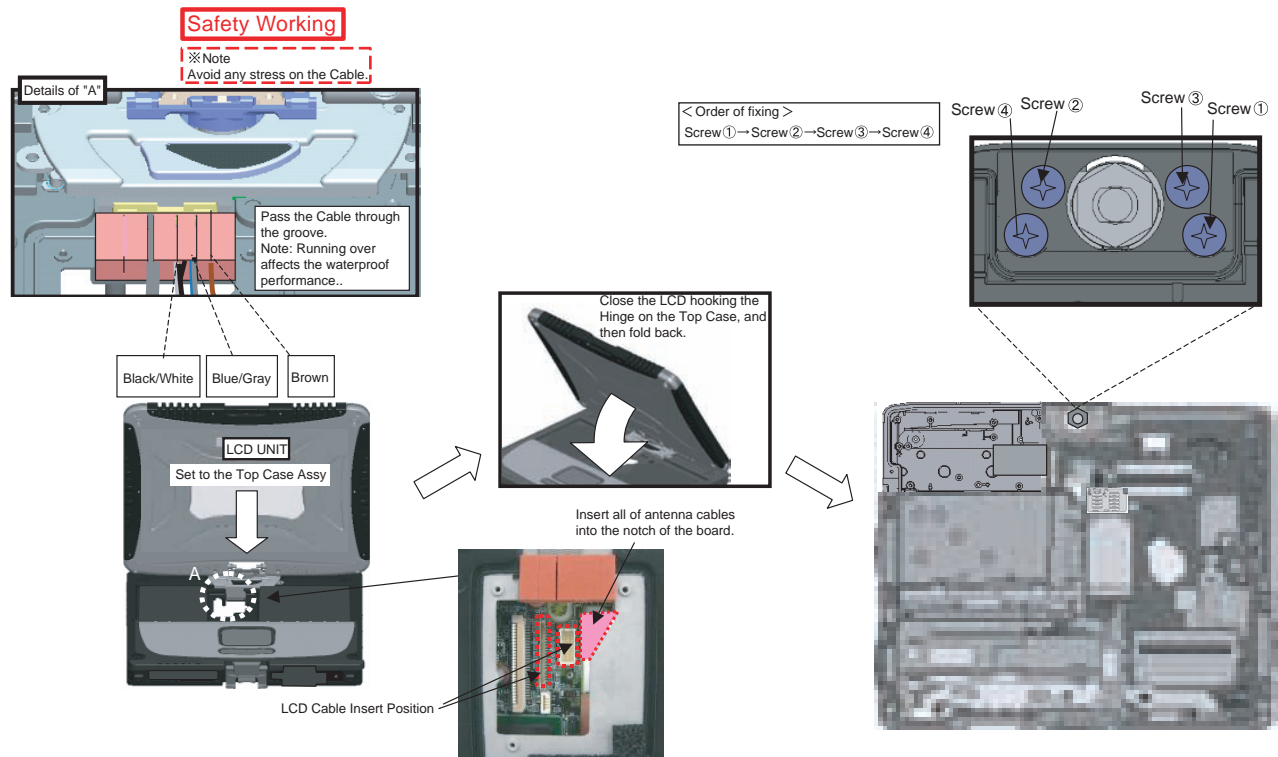 Safety Working
※Note
Avoid any stress on the Cable.
Details of "A"
Pass the Cable through
the groove.
Note: Running over
affects the waterproof
performance..
Black/White
Blue/Gray
Brown
LCD UNIT
Set to the Top Case Assy
A
Close the LCD hooking the
Hinge on the Top Case, and
then fold back.
Insert all of antenna cables
into the notch of the board.
LCD Cable Insert Position
＜Order of fixing＞
Screw①→Screw②→Screw③→Screw④
Screw④
Screw②
Screw③
Screw①